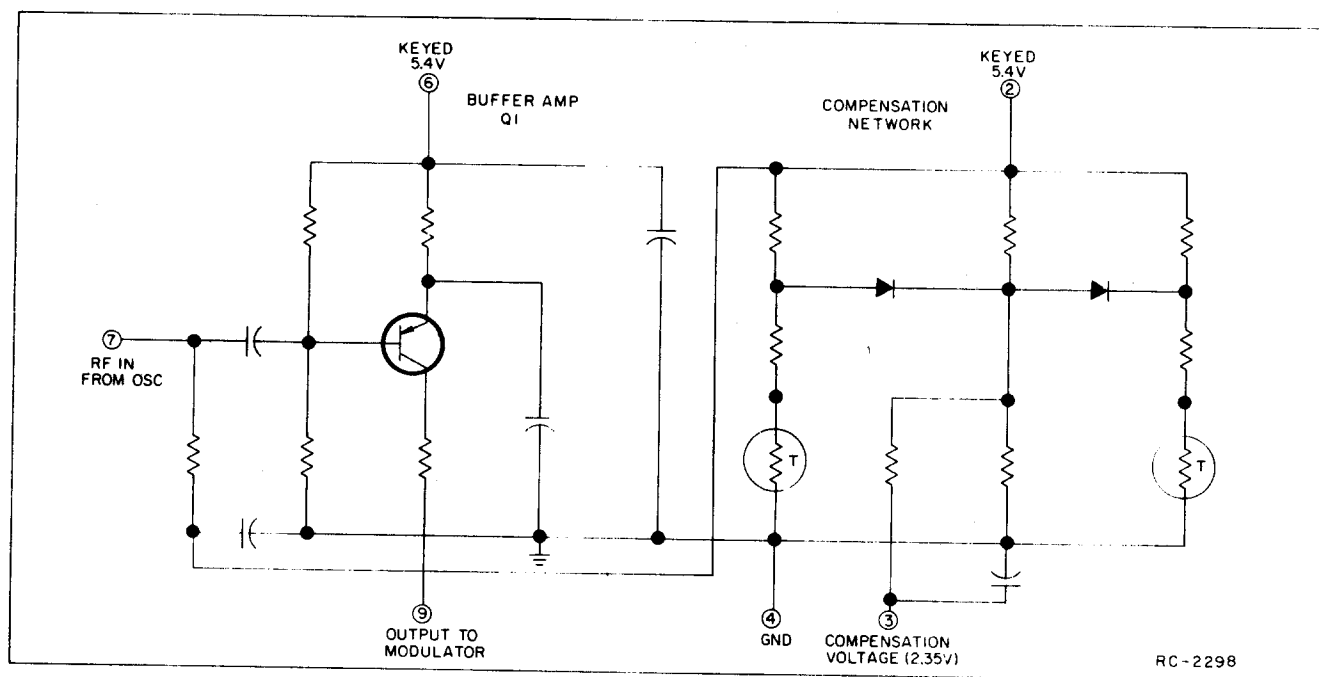 KEYED
5.4V
⑥
BUFFER AMP
Q1
KEYED
5.4V
②
COMPENSATION
NETWORK
⑦
RF IN
FROM OSC
T
T
⑨
OUTPUT TO
MODULATOR
④
GND
③
COMPENSATION
VOLTAGE (2.35V)
RC-2298